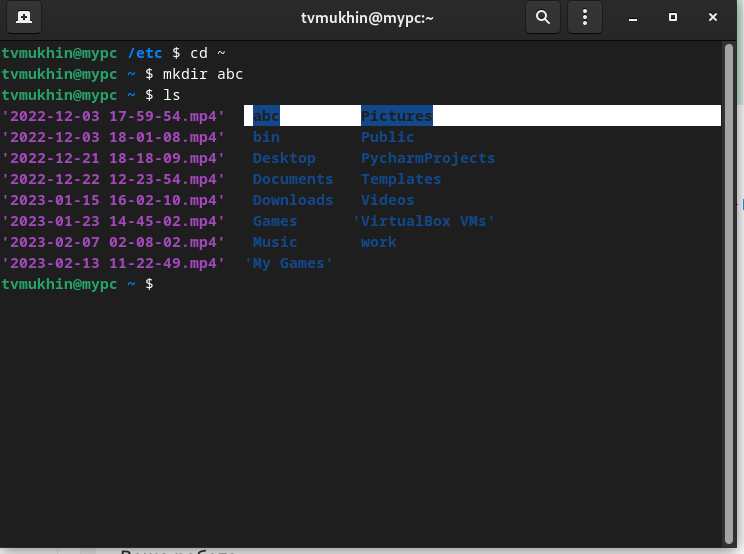 tvmukhin@mypc:~
tvmukhin@mypc /etc $ cd ~
tvmukhin@mypc ~ $ mkdir abc
tvmukhin@mypc ~ $ ls
'2022-12-03 17-59-54.mp4' abc Pictures
'2022-12-03 18-01-08.mp4' bin Public
'2022-12-21 18-18-09.mp4' Desktop PycharmProjects
'2022-12-22 12-23-54.mp4' Documents Templates
'2023-01-15 16-02-10.mp4' Downloads Videos
'2023-01-23 14-45-02.mp4' Games 'VirtualBox VMs'
'2023-02-07 02-08-02.mp4' Music work
'2023-02-13 11-22-49.mp4' 'My Games'
tvmukhin@mypc ~ $